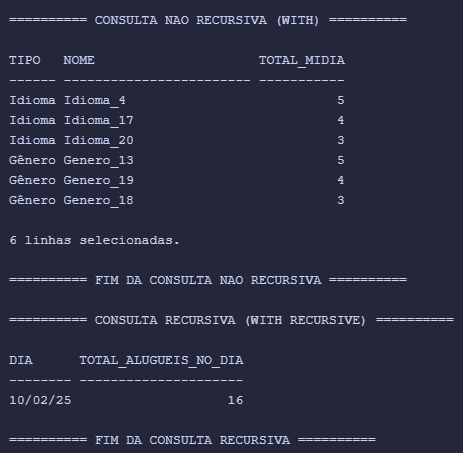 ========== CONSULTA NAO RECURSIVA (WITH) ==========
TIPO   NOME                     TOTAL_MIDIA
------ ------------------------ -----------
Idioma Idioma_4                           5
Idioma Idioma_17                          4
Idioma Idioma_20                          3
Gênero Genero_13                          5
Gênero Genero_19                          4
Gênero Genero_18                          3
6 linhas selecionadas.
========== FIM DA CONSULTA NAO RECURSIVA ==========
========== CONSULTA RECURSIVA (WITH RECURSIVE) ==========
DIA      TOTAL_ALUGUEIS_NO_DIA
-------- ---------------------
10/02/25                    16
========== FIM DA CONSULTA RECURSIVA ==========